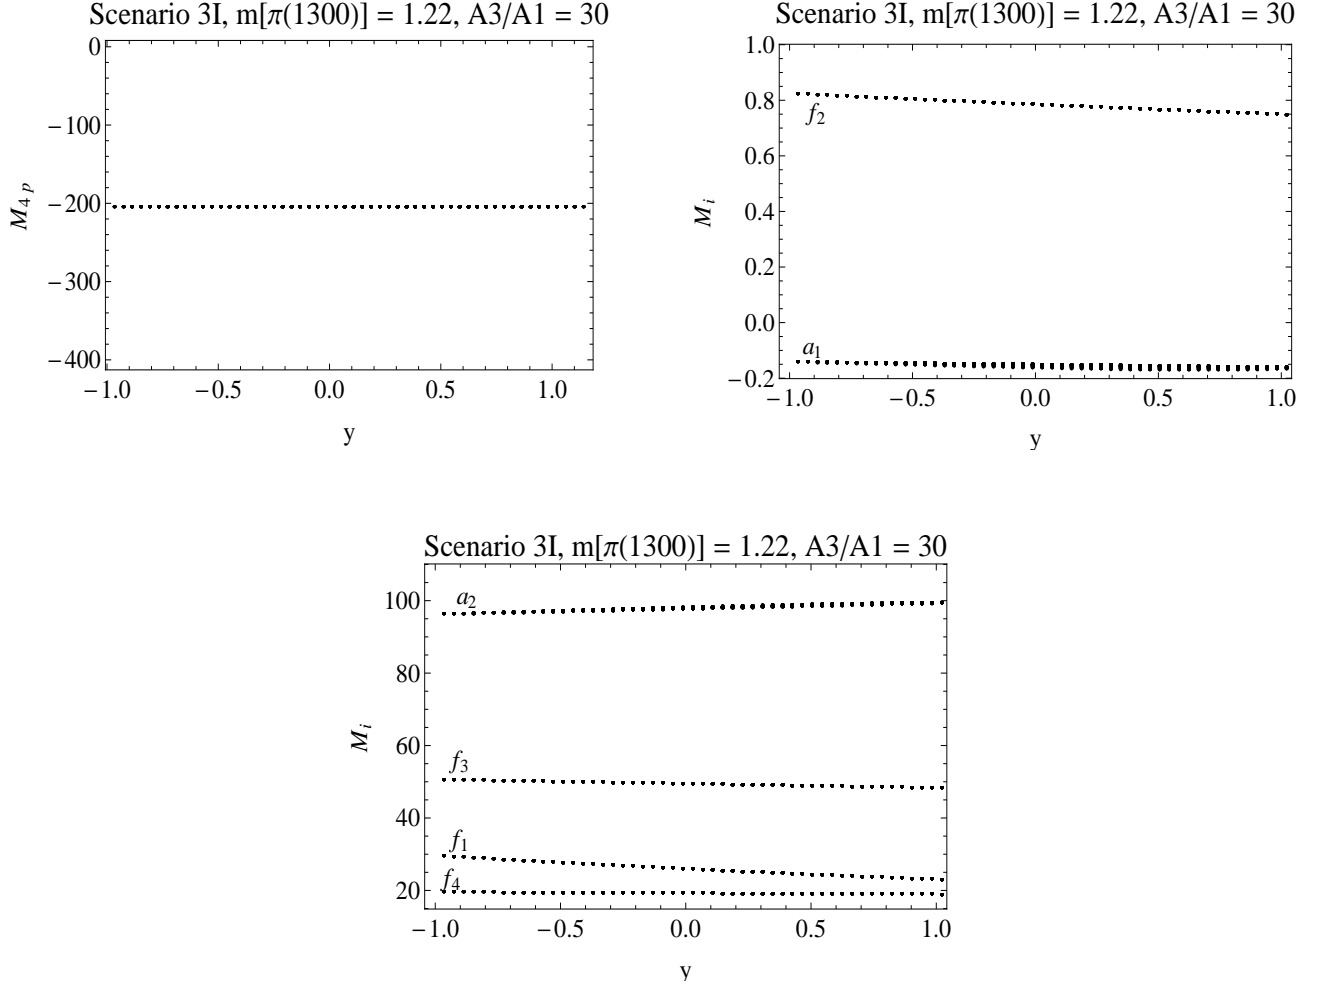 Scenario 3I, m[π(1300)] = 1.22, A3/A1 = 30
0
−100
−200
−300
−400
M4 p
−1.0 −0.5 0.0 0.5 1.0
y
Scenario 3I, m[π(1300)] = 1.22, A3/A1 = 30
1.0
0.8
f2
0.6
0.4
Mi
0.2
0.0
a1
−0.2
−1.0 −0.5 0.0 0.5 1.0
y
Scenario 3I, m[π(1300)] = 1.22, A3/A1 = 30
a2
100
80
Mi
60
f3
40
f1
f4
20
−1.0 −0.5 0.0 0.5 1.0
y